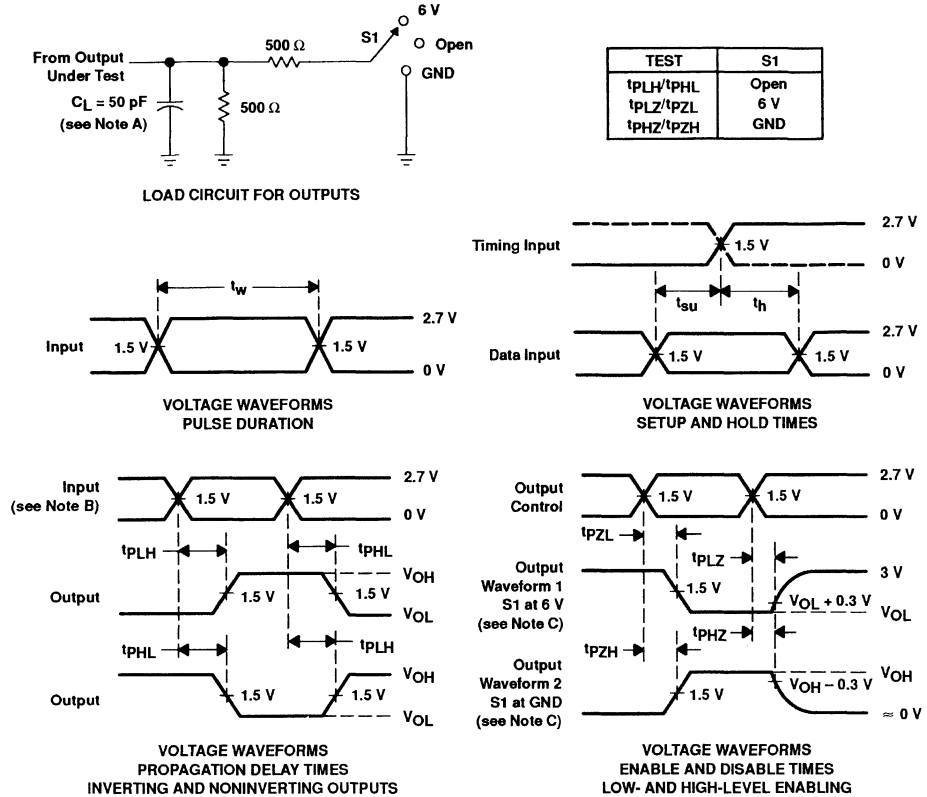 6 V
S1
Open
GND
500 Ω
From Output
Under Test
CL = 50 pF
(see Note A)
500 Ω
LOAD CIRCUIT FOR OUTPUTS
TEST S1
tPLH/tPHL Open
tPLZ/tPZL 6 V
tPHZ/tPZH GND
Timing Input
1.5 V
2.7 V
0 V
tsu
th
Data Input
1.5 V
1.5 V
2.7 V
0 V
VOLTAGE WAVEFORMS
SETUP AND HOLD TIMES
tw
Input
1.5 V
1.5 V
2.7 V
0 V
VOLTAGE WAVEFORMS
PULSE DURATION
Input
(see Note B)
1.5 V
1.5 V
2.7 V
0 V
tPLH
tPHL
Output
1.5 V
1.5 V
VOH
VOL
tPHL
tPLH
Output
1.5 V
1.5 V
VOH
VOL
VOLTAGE WAVEFORMS
PROPAGATION DELAY TIMES
INVERTING AND NONINVERTING OUTPUTS
Output
Control
1.5 V
1.5 V
2.7 V
0 V
tPZL
tPLZ
Output
Waveform 1
S1 at 6 V
(see Note C)
1.5 V
3 V
VOL + 0.3 V
VOL
tPZH
tPHZ
Output
Waveform 2
S1 at GND
(see Note C)
1.5 V
VOH
VOH – 0.3 V
≈ 0 V
VOLTAGE WAVEFORMS
ENABLE AND DISABLE TIMES
LOW- AND HIGH-LEVEL ENABLING